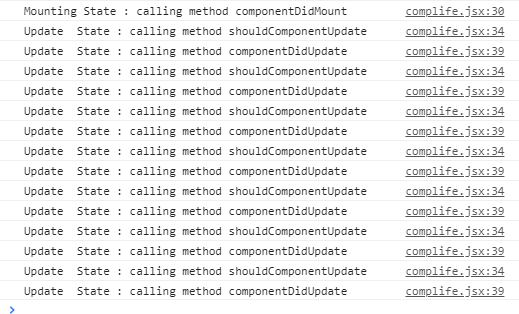 Mounting State : calling method componentDidMount complife.jsx:30
Update  State : calling method shouldComponentUpdate complife.jsx:34
Update  State : calling method componentDidUpdate complife.jsx:39
Update  State : calling method shouldComponentUpdate complife.jsx:34
Update  State : calling method componentDidUpdate complife.jsx:39
Update  State : calling method shouldComponentUpdate complife.jsx:34
Update  State : calling method componentDidUpdate complife.jsx:39
Update  State : calling method shouldComponentUpdate complife.jsx:34
Update  State : calling method componentDidUpdate complife.jsx:39
Update  State : calling method shouldComponentUpdate complife.jsx:34
Update  State : calling method componentDidUpdate complife.jsx:39
Update  State : calling method shouldComponentUpdate complife.jsx:34
Update  State : calling method componentDidUpdate complife.jsx:39
Update  State : calling method shouldComponentUpdate complife.jsx:34
Update  State : calling method componentDidUpdate complife.jsx:39